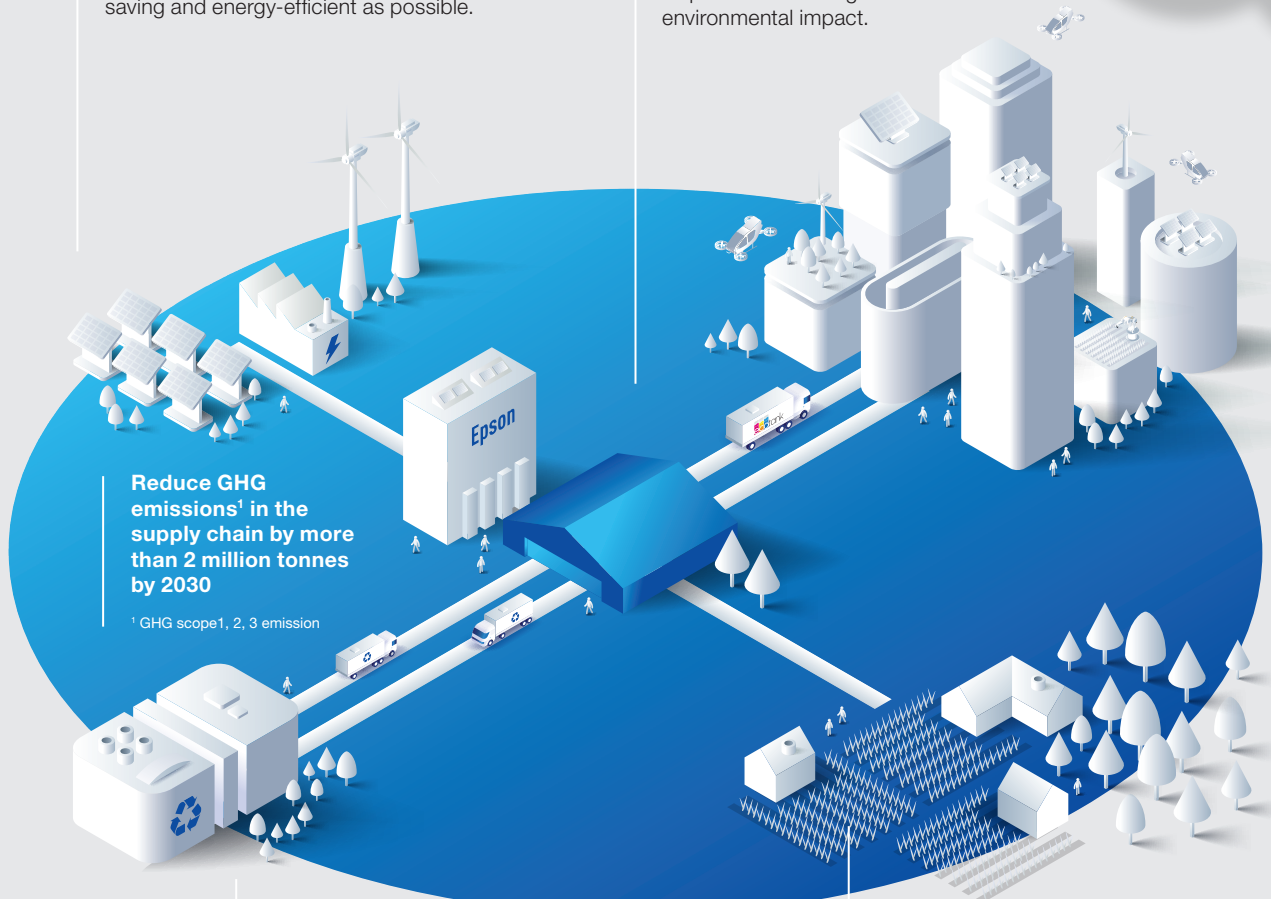 saving and energy-efficient as possible.
environmental impact.
Epson
Reduce GHG
emissions¹ in the
supply chain by more
than 2 million tonnes
by 2030
¹ GHG scope1, 2, 3 emission